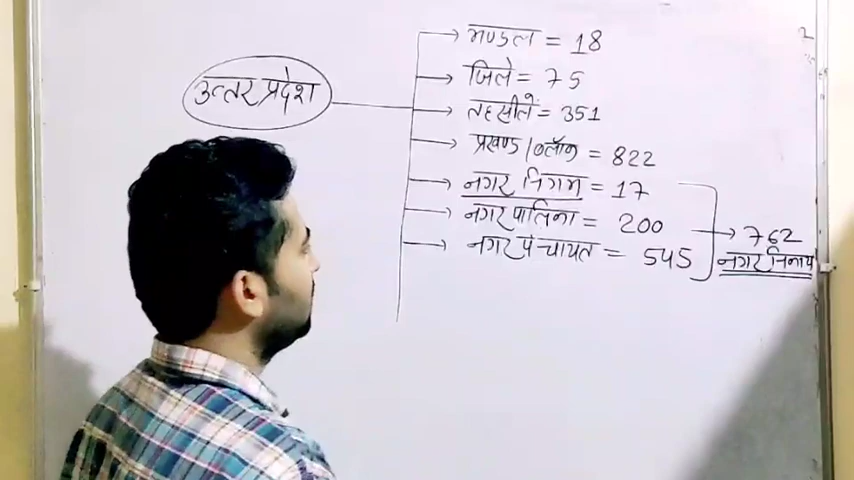 उत्तर प्रदेश
मण्डल = 18
जिले = 75
तहसीलें = 351
प्रखण्ड / ब्लॉक = 822
नगर निगम = 17
नगर पालिका = 200
नगर पंचायत = 545
762
नगर निकाय